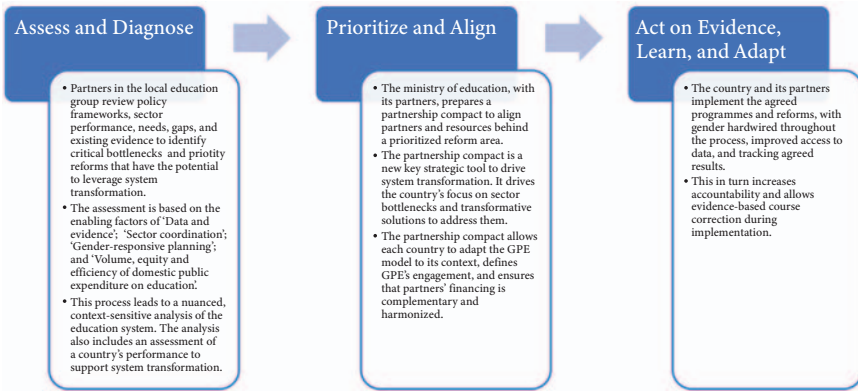 Assess and Diagnose
• Partners in the local education
group review policy
frameworks, sector
performance, needs, gaps, and
existing evidence to identify
critical bottlenecks and priotity
reforms that have the potential
to leverage system
transformation.
• The assessment is based on the
enabling factors of ‘Data and
evidence’; ‘Sector coordination’;
‘Gender-responsive planning’;
and ‘Volume, equity and
efficiency of domestic public
expenditure on education’.
• This process leads to a nuanced,
context-sensitive analysis of the
education system. The analysis
also includes an assessment of
a country’s performance to
support system transformation.
Prioritize and Align
• The ministry of education, with
its partners, prepares a
partnership compact to align
partners and resources behind
a prioritized reform area.
• The partnership compact is a
new key strategic tool to drive
system transformation. It drives
the country’s focus on sector
bottlenecks and transformative
solutions to address them.
• The partnership compact allows
each country to adapt the GPE
model to its context, defines
GPE’s engagement, and ensures
that partners’ financing is
complementary and
harmonized.
Act on Evidence,
Learn, and Adapt
• The country and its partners
implement the agreed
programmes and reforms, with
gender hardwired throughout
the process, improved access to
data, and tracking agreed
results.
• This in turn increases
accountability and allows
evidence-based course
correction during
implementation.